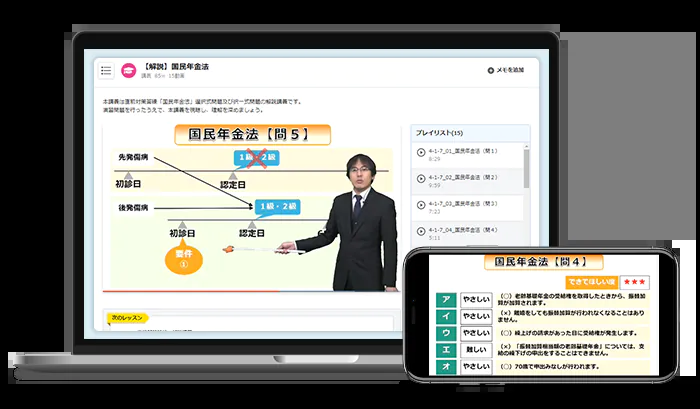 【解説】国民年金法
講義 65m 15動画
メモを追加
本講義は直前対策答練「国民年金法」選択式問題及び択一式問題の解説講義です。
演習問題を行ったうえで、本講義を視聴し、理解を深めましょう。
国民年金法【問5】
先発傷病
1級・2級
初診日
認定日
後発傷病
1級・2級
初診日
認定日
要件
①
次のレッスン
プレイリスト(15)
4-1-7_01_国民年金法（問1）
6:29
4-1-7_02_国民年金法（問2）
9:59
4-1-7_03_国民年金法（問3）
7:23
4-1-7_04_国民年金法（問4）
5:11
国民年金法【問4】
できてほしい度
★★★
ア
やさしい
（○）老齢基礎年金の受給権を取得したときから、振替加
算が加算されます。
イ
やさしい
（×）離婚をしても振替加算が行われなくなることはあり
ません。
ウ
やさしい
（○）繰上げの請求があった日に受給権が発生します。
エ
難しい
（×）「振替加算相当額の老齢基礎年金」については、支
給の繰下げの申出をすることはできません。
オ
やさしい
（○）70歳で申出みなしが行われます。